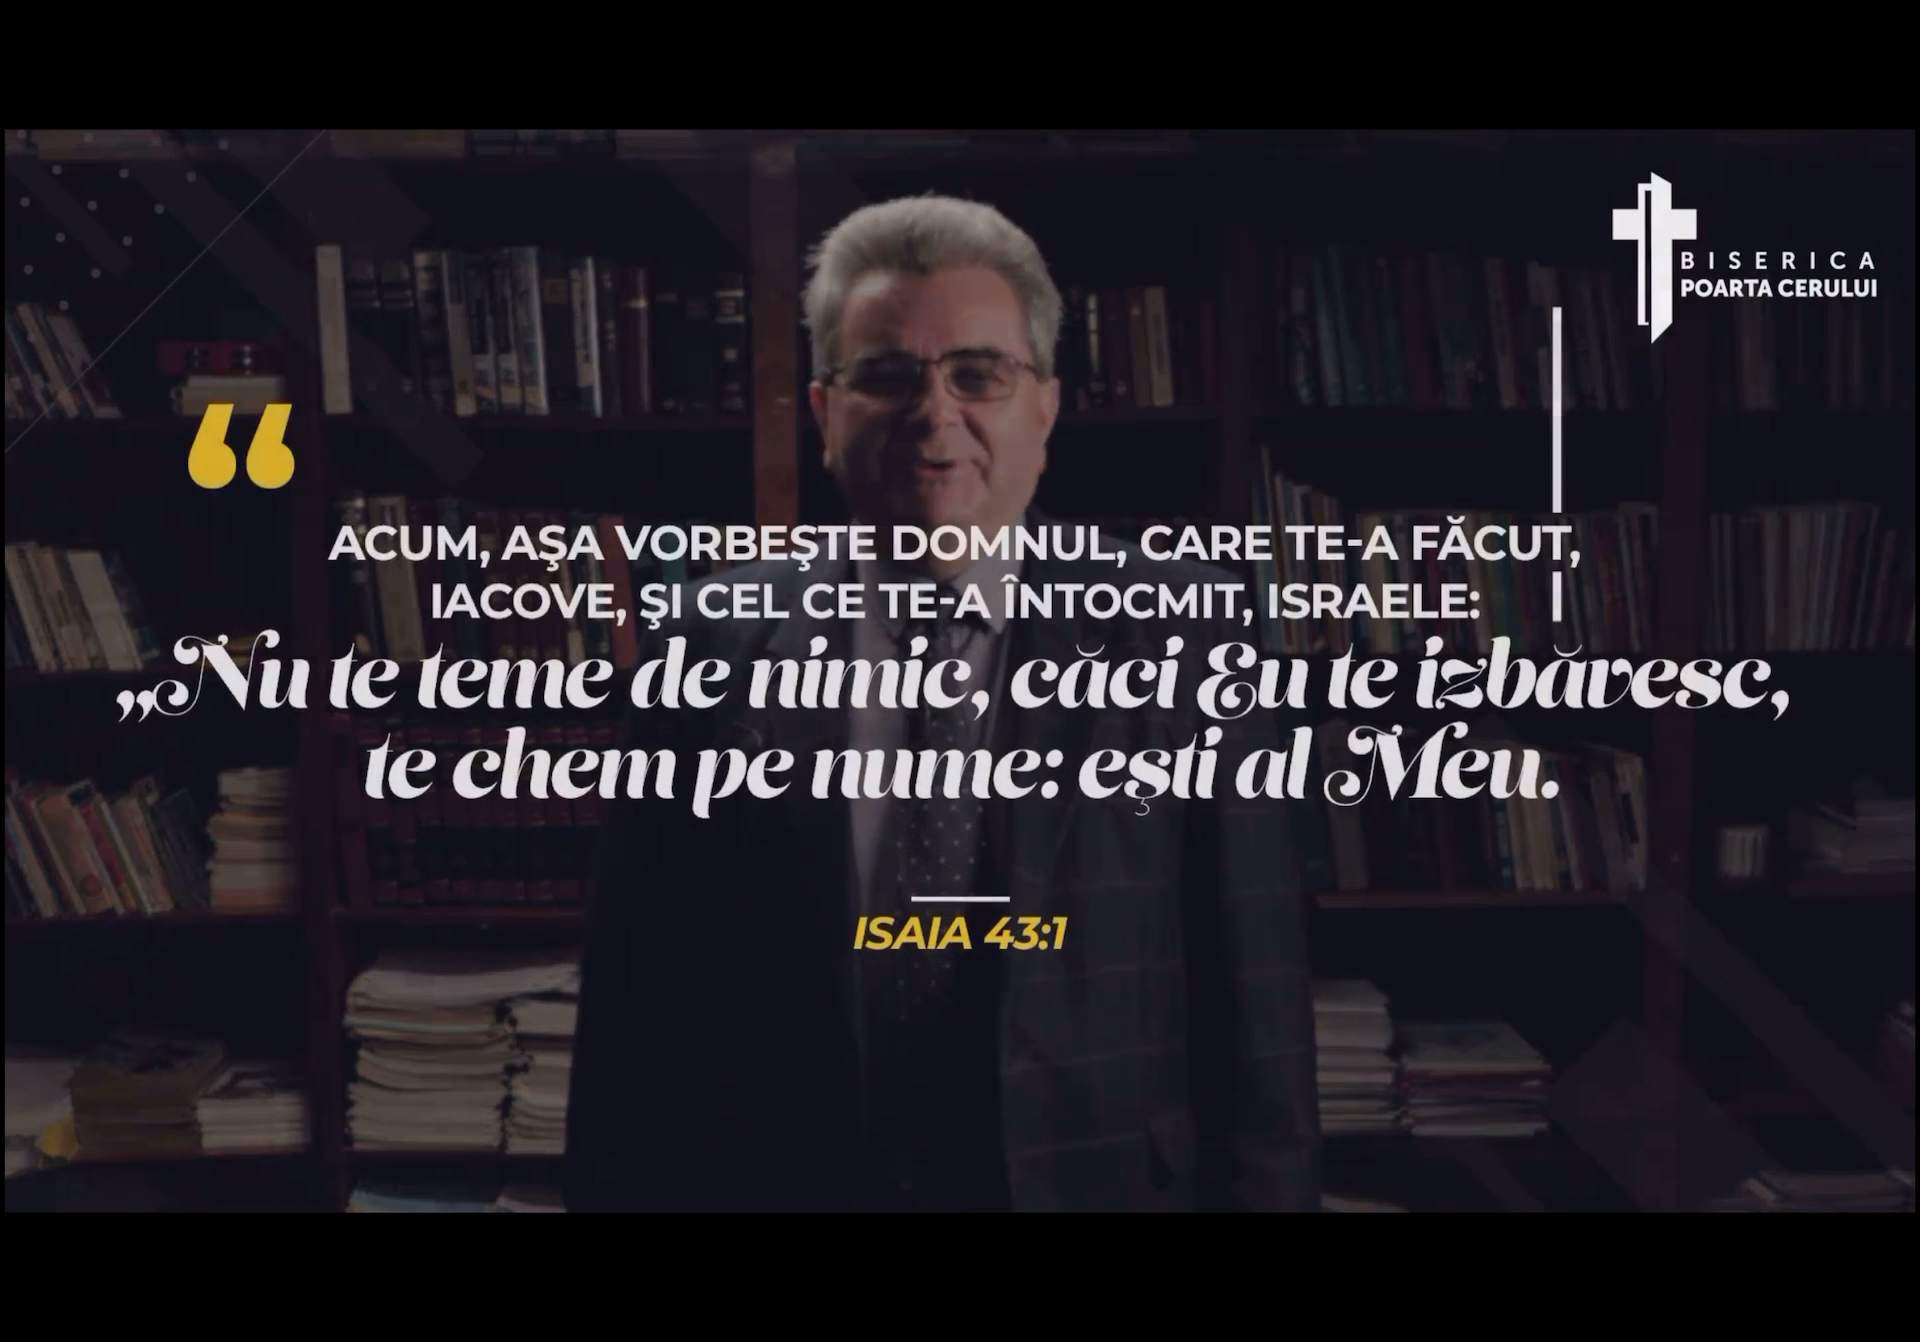 BISERICA
POARTA CERULUI
“
ACUM, AŞA VORBEŞTE DOMNUL, CARE TE-A FĂCUT,
IACOVE, ŞI CEL CE TE-A ÎNTOCMIT, ISRAELE:
„Nu te teme de nimic, căci Eu te izbăvesc,
te chem pe nume: eşti al Meu.
ISAIA 43:1